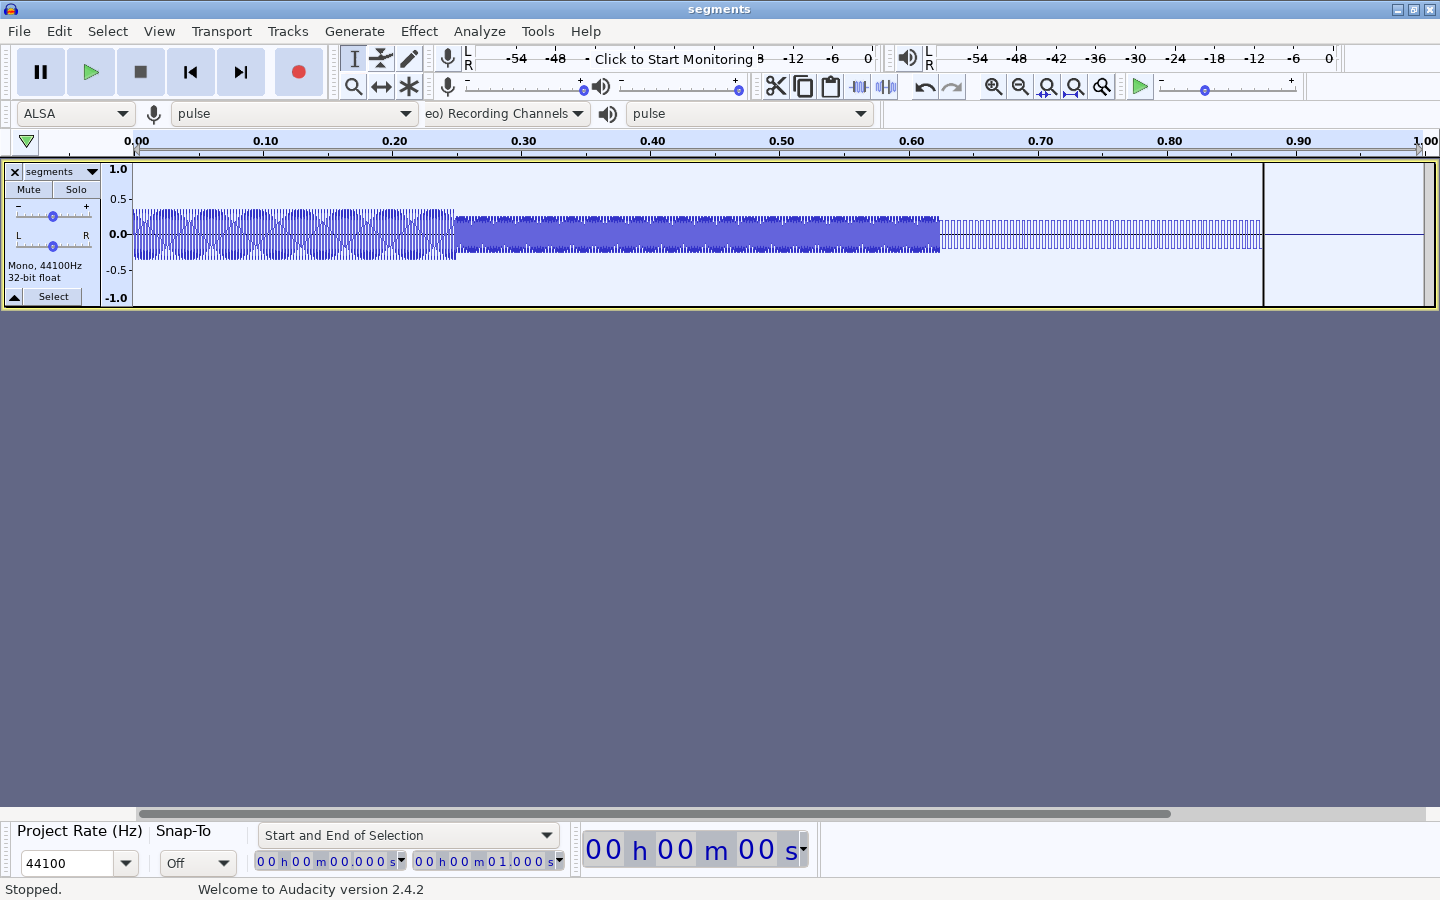 segments
File Edit Select View Transport Tracks Generate Effect Analyze Tools Help
L R -54 -48 - Click to Start Monitoring -12 -6 0 L R -54 -48 -42 -36 -30 -24 -18 -12 -6 0
- + - + - +
ALSA pulse eo) Recording Channels pulse
0.00 0.10 0.20 0.30 0.40 0.50 0.60 0.70 0.80 0.90 1.00
segments 1.0
Mute Solo 0.5
- +
L R 0.0
Mono, 44100Hz -0.5
32-bit float
Select -1.0
Project Rate (Hz) Snap-To Start and End of Selection
44100 Off 00 h 00 m 00.000 s 00 h 00 m 01.000 s 00 h 00 m 00 s
Stopped. Welcome to Audacity version 2.4.2